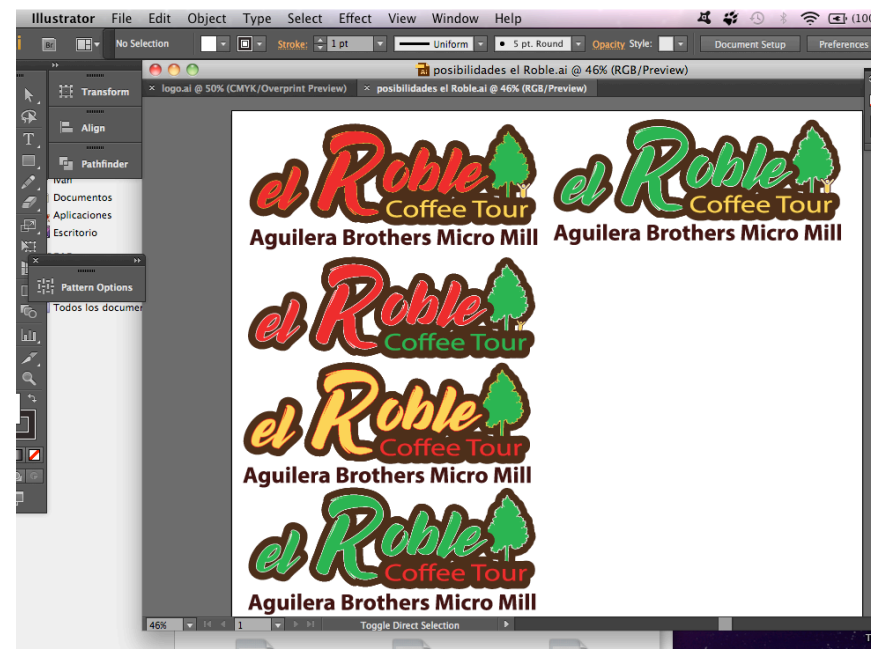 Illustrator File Edit Object Type Select Effect View Window Help
Br No Selection Stroke: 1 pt Uniform 5 pt. Round Opacity Style: Document Setup Preferences
posibilidades el Roble.ai @ 46% (RGB/Preview)
× logo.ai @ 50% (CMYK/Overprint Preview) × posibilidades el Roble.ai @ 46% (RGB/Preview)
Transform
Align
Pathfinder
Ivan
Documentos
Aplicaciones
Escritorio
Pattern Options
Todos los documen
el Roble
Coffee Tour
Aguilera Brothers Micro Mill
el Roble
Coffee Tour
Aguilera Brothers Micro Mill
el Roble
Coffee Tour
el Roble
Coffee Tour
Aguilera Brothers Micro Mill
el Roble
Coffee Tour
Aguilera Brothers Micro Mill
46% 1 Toggle Direct Selection